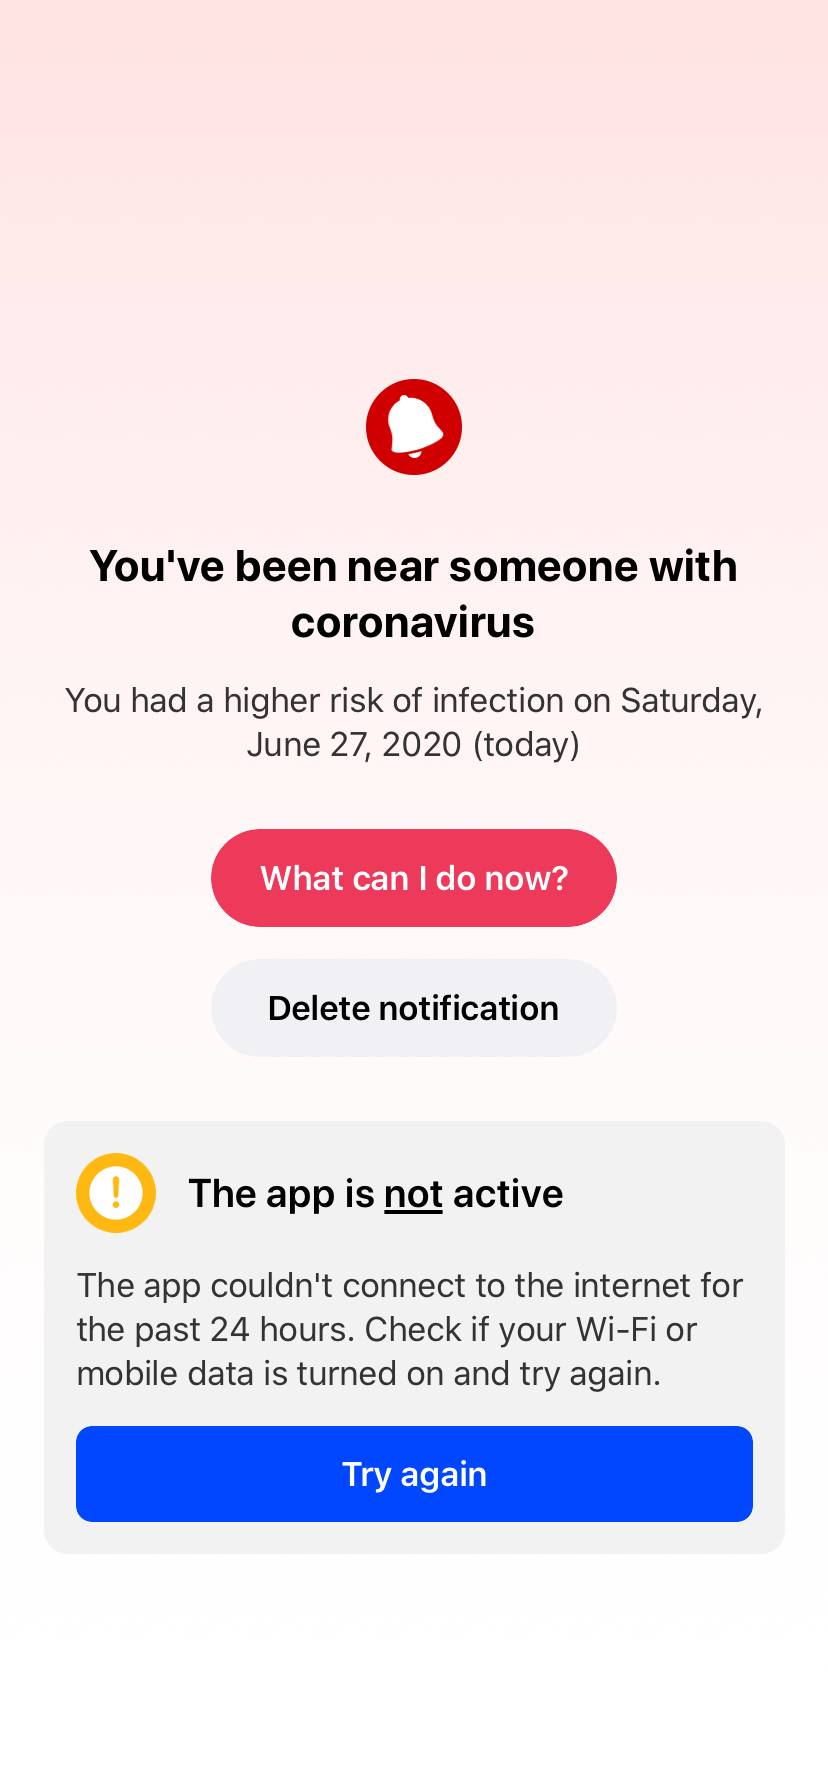 You've been near someone with
coronavirus
You had a higher risk of infection on Saturday,
June 27, 2020 (today)
What can I do now?
Delete notification
The app is not active
The app couldn't connect to the internet for
the past 24 hours. Check if your Wi-Fi or
mobile data is turned on and try again.
Try again